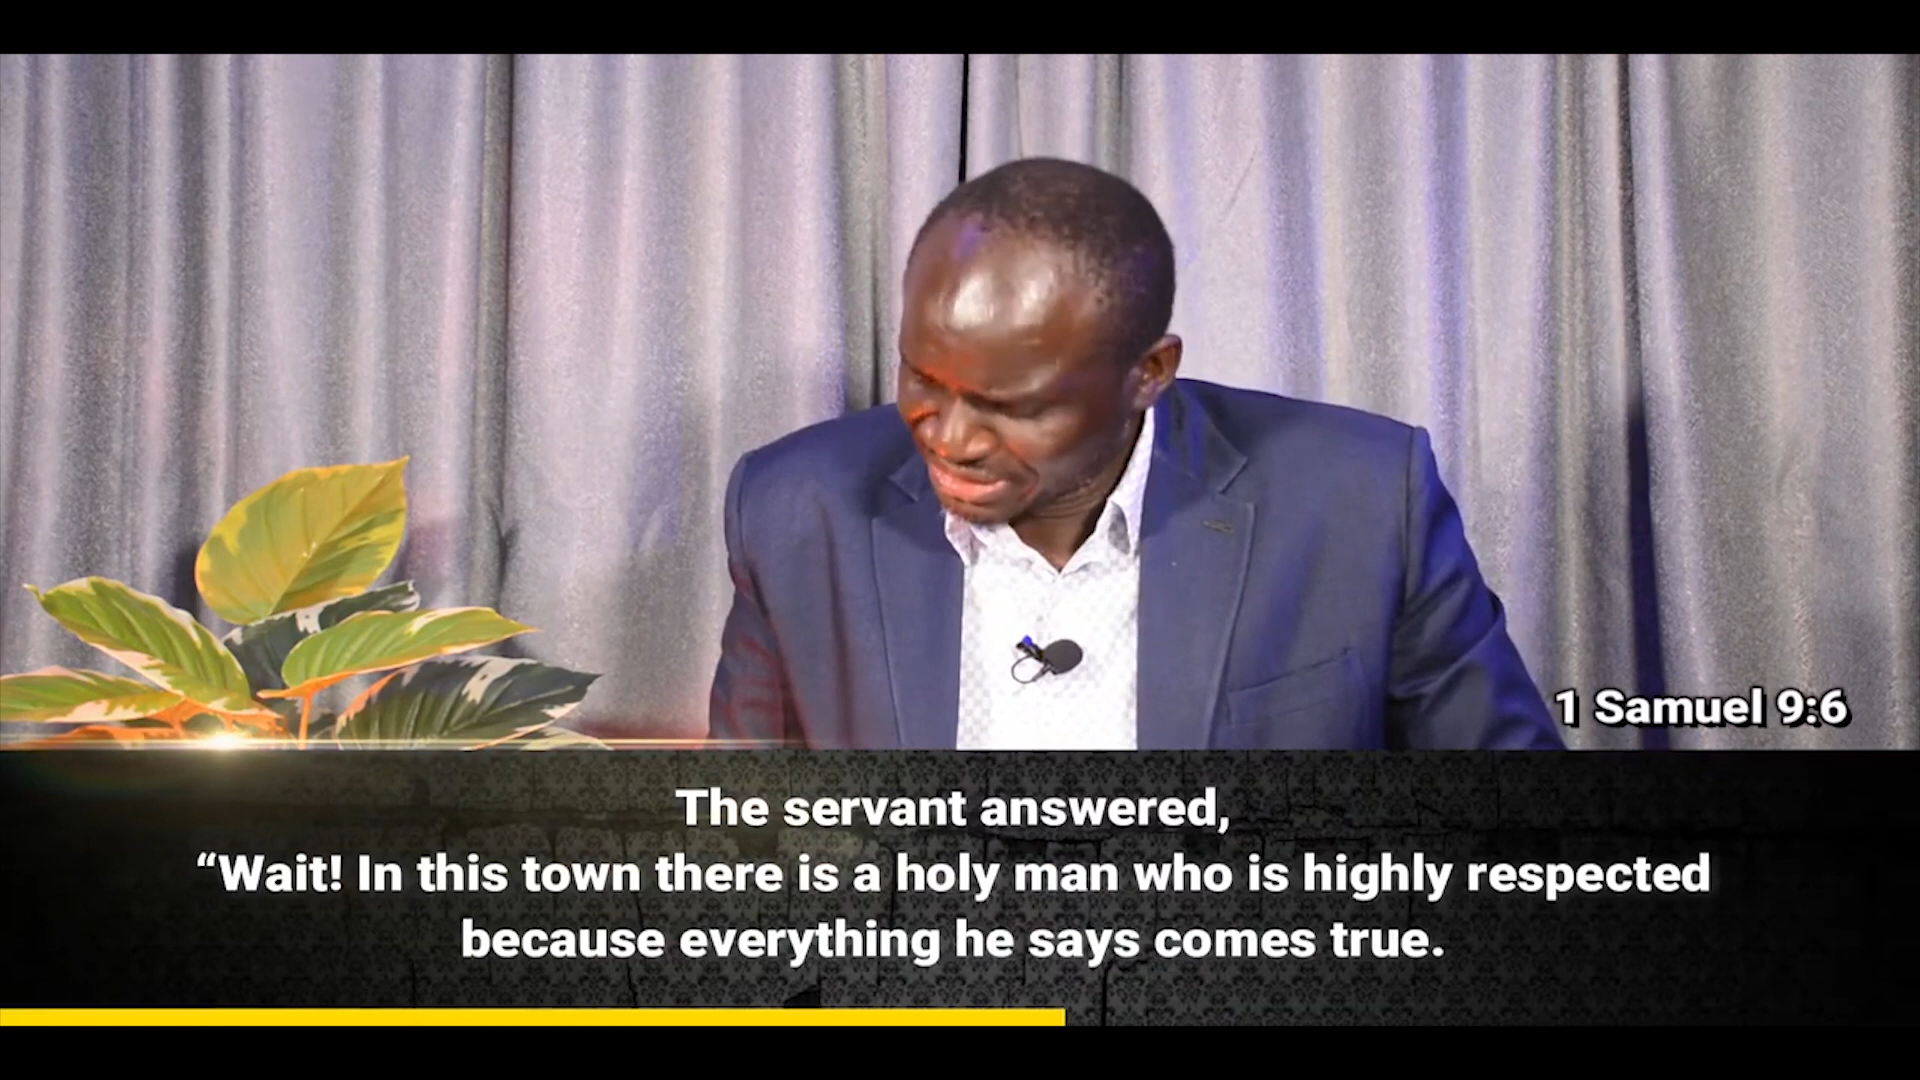 1 Samuel 9:6
The servant answered,
“Wait! In this town there is a holy man who is highly respected
because everything he says comes true.